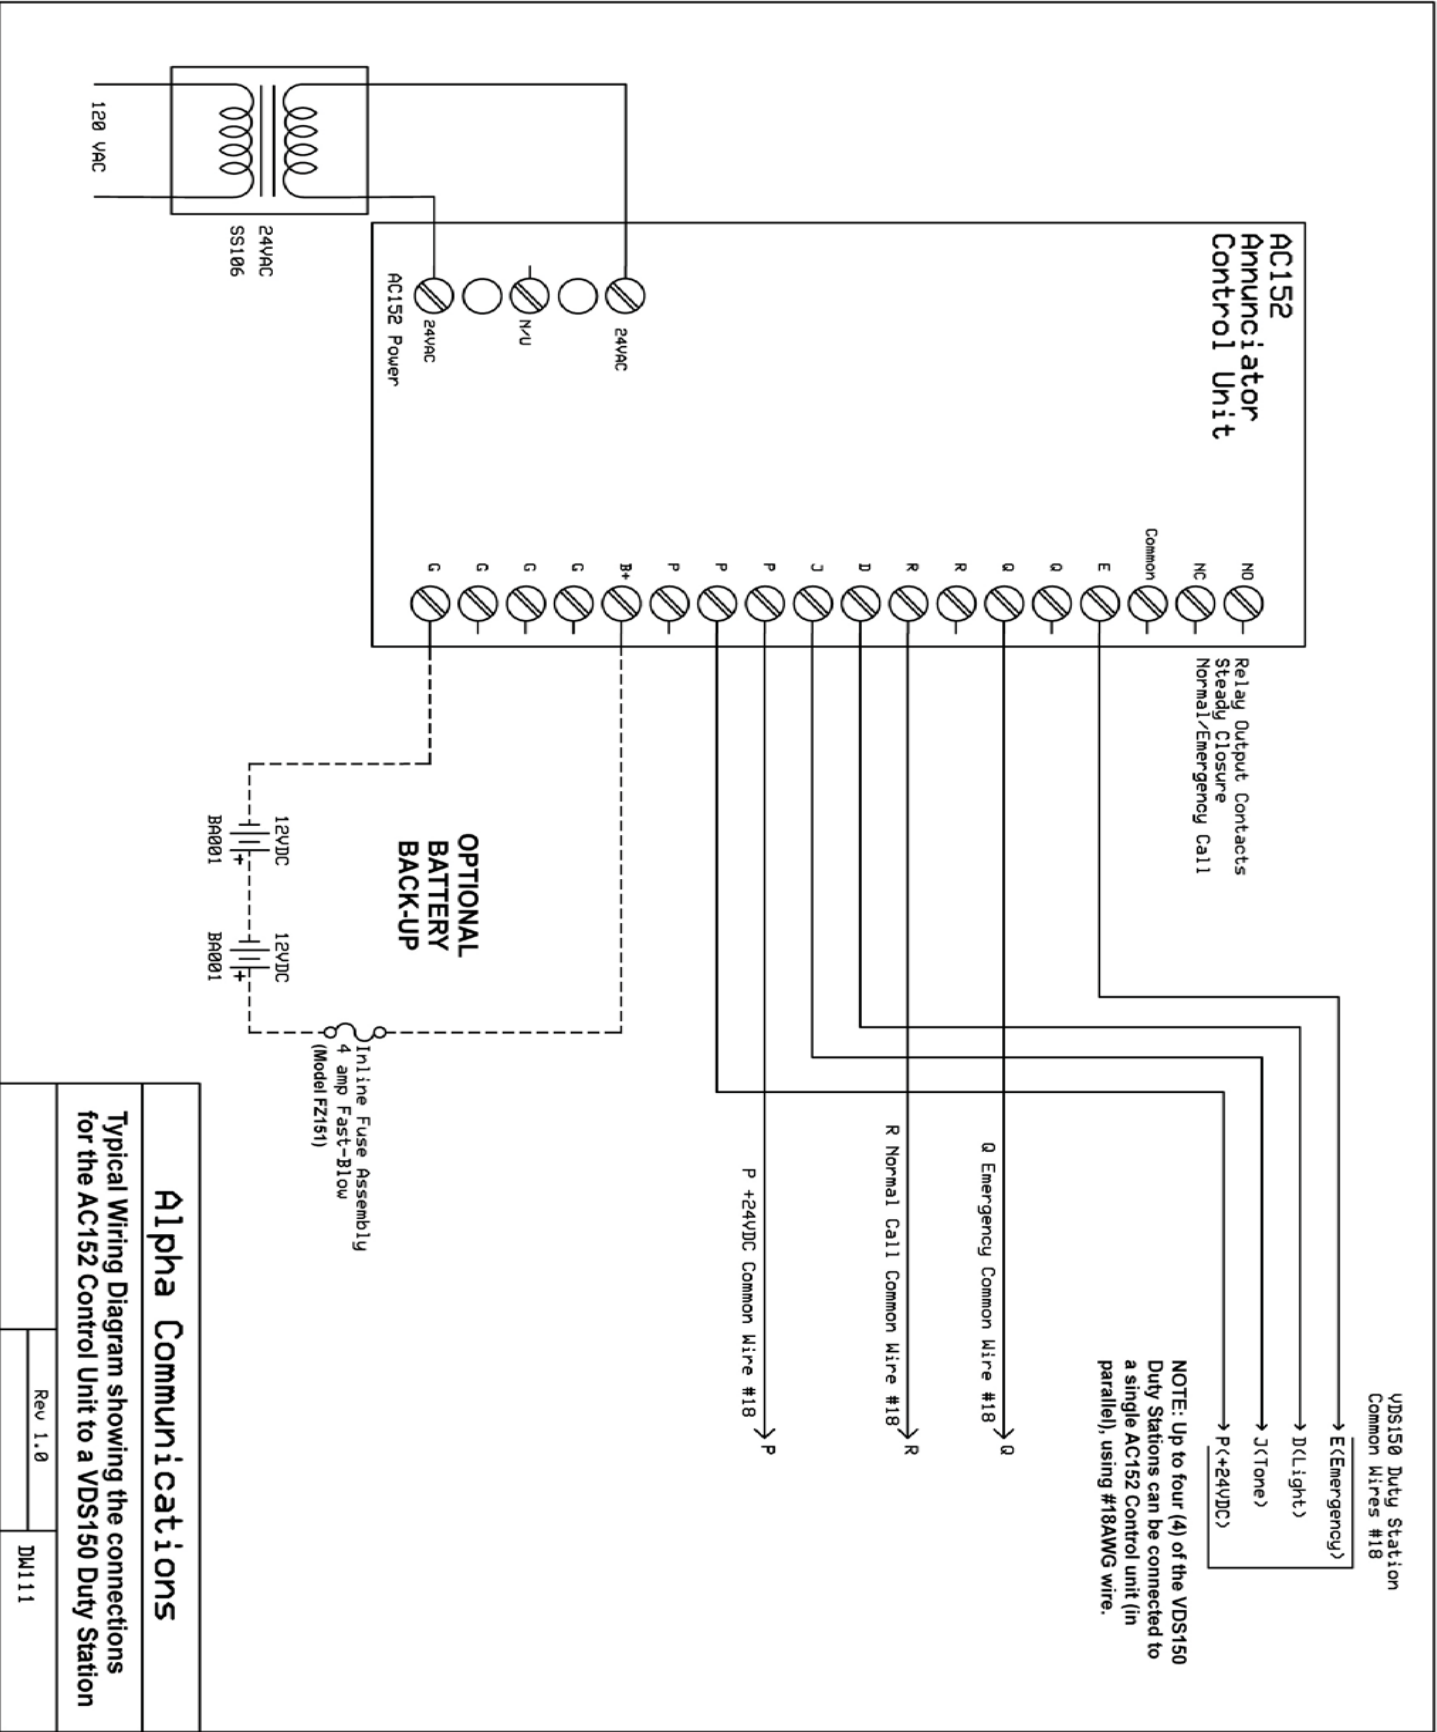 VDS150 Duty Station
Common Wires #18
E(Emergency)
D(Light)
J(Tone)
P(+24VDC)
NOTE: Up to four (4) of the VDS150
Duty Stations can be connected to
a single AC152 Control unit (in
parallel), using #18AWG wire.
AC152
Annunciator
Control Unit
NO
NC
Common
E
Q
Q
R
R
D
J
P
P
P
B+
G
G
G
G
Relay Output Contacts
Steady Closure
Normal/Emergency Call
Q Emergency Common Wire #18
Q
R Normal Call Common Wire #18
R
P +24VDC Common Wire #18
P
24VAC
N/U
24VAC
AC152 Power
24VAC
SS106
120 VAC
OPTIONAL
BATTERY
BACK-UP
12VDC
+
BA001
12VDC
+
BA001
Inline Fuse Assembly
4 amp Fast-Blow
(Model FZ151)
Alpha Communications
Typical Wiring Diagram showing the connections
for the AC152 Control Unit to a VDS150 Duty Station
Rev 1.0
DW111